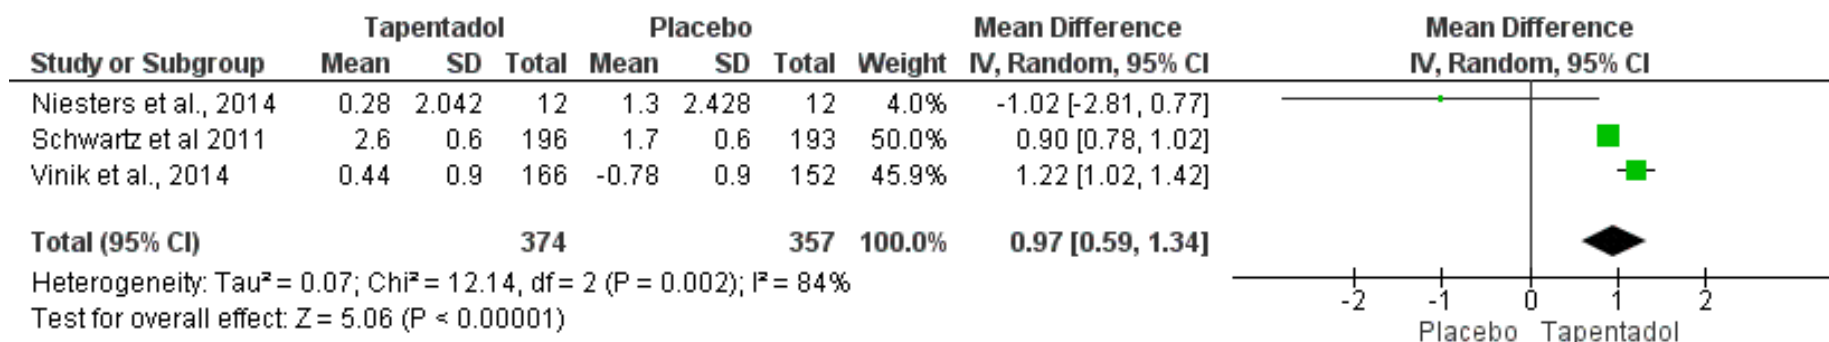 Tapentadol Placebo Mean Difference Mean Difference
Study or Subgroup Mean SD Total Mean SD Total Weight IV, Random, 95% CI IV, Random, 95% CI
Niesters et al., 2014 0.28 2.042 12 1.3 2.428 12 4.0% -1.02 [-2.81, 0.77]
Schwartz et al 2011 2.6 0.6 196 1.7 0.6 193 50.0% 0.90 [0.78, 1.02]
Vinik et al., 2014 0.44 0.9 166 -0.78 0.9 152 45.9% 1.22 [1.02, 1.42]
Total (95% CI) 374 357 100.0% 0.97 [0.59, 1.34]
Heterogeneity: Tau² = 0.07; Chi² = 12.14, df = 2 (P = 0.002); I² = 84%
Test for overall effect: Z = 5.06 (P < 0.00001)
-2 -1 0 1 2
Placebo Tapentadol